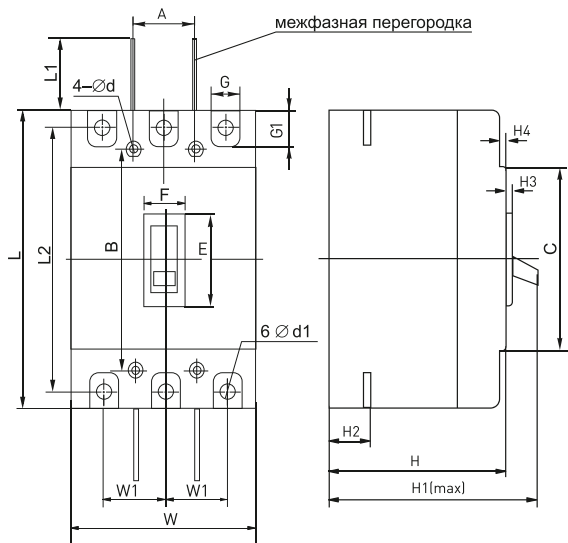 A
межфазная перегородка
L1
4–Ød
G
G1
H4
H3
F
B
E
L
L2
C
6 Ø d1
H2
H
W1
W1
H1(max)
W